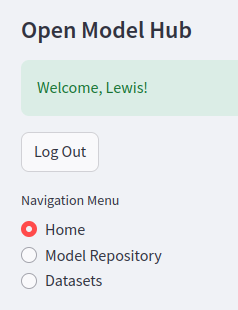 Open Model Hub
Welcome, Lewis!
Log Out
Navigation Menu
Home
Model Repository
Datasets